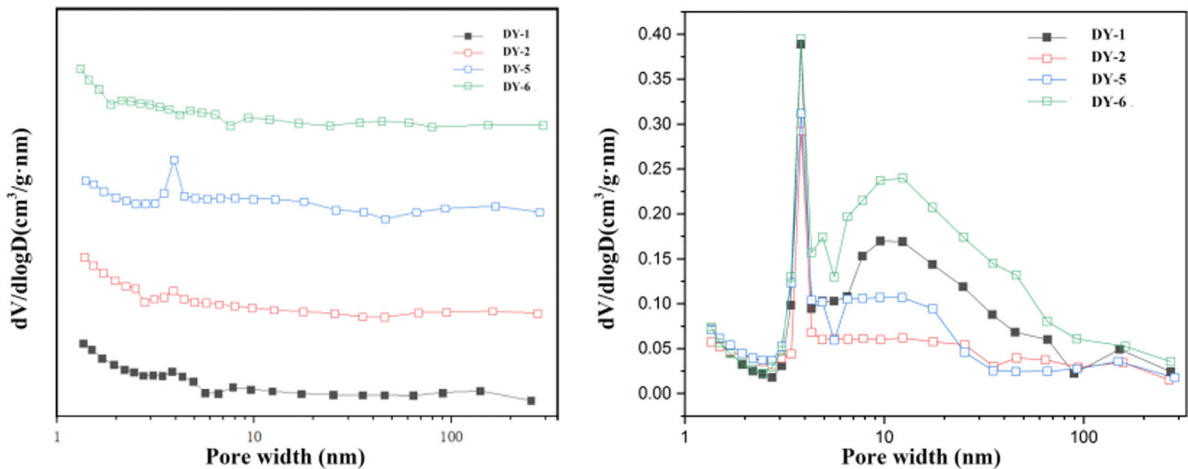 DY-1
DY-2
DY-5
DY-6
dV/dlogD(cm³/g·nm)
1
10
100
Pore width (nm)
0.40
0.35
0.30
0.25
0.20
0.15
0.10
0.05
0.00
DY-1
DY-2
DY-5
DY-6
dV/dlogD(cm³/g·nm)
1
10
100
Pore width (nm)